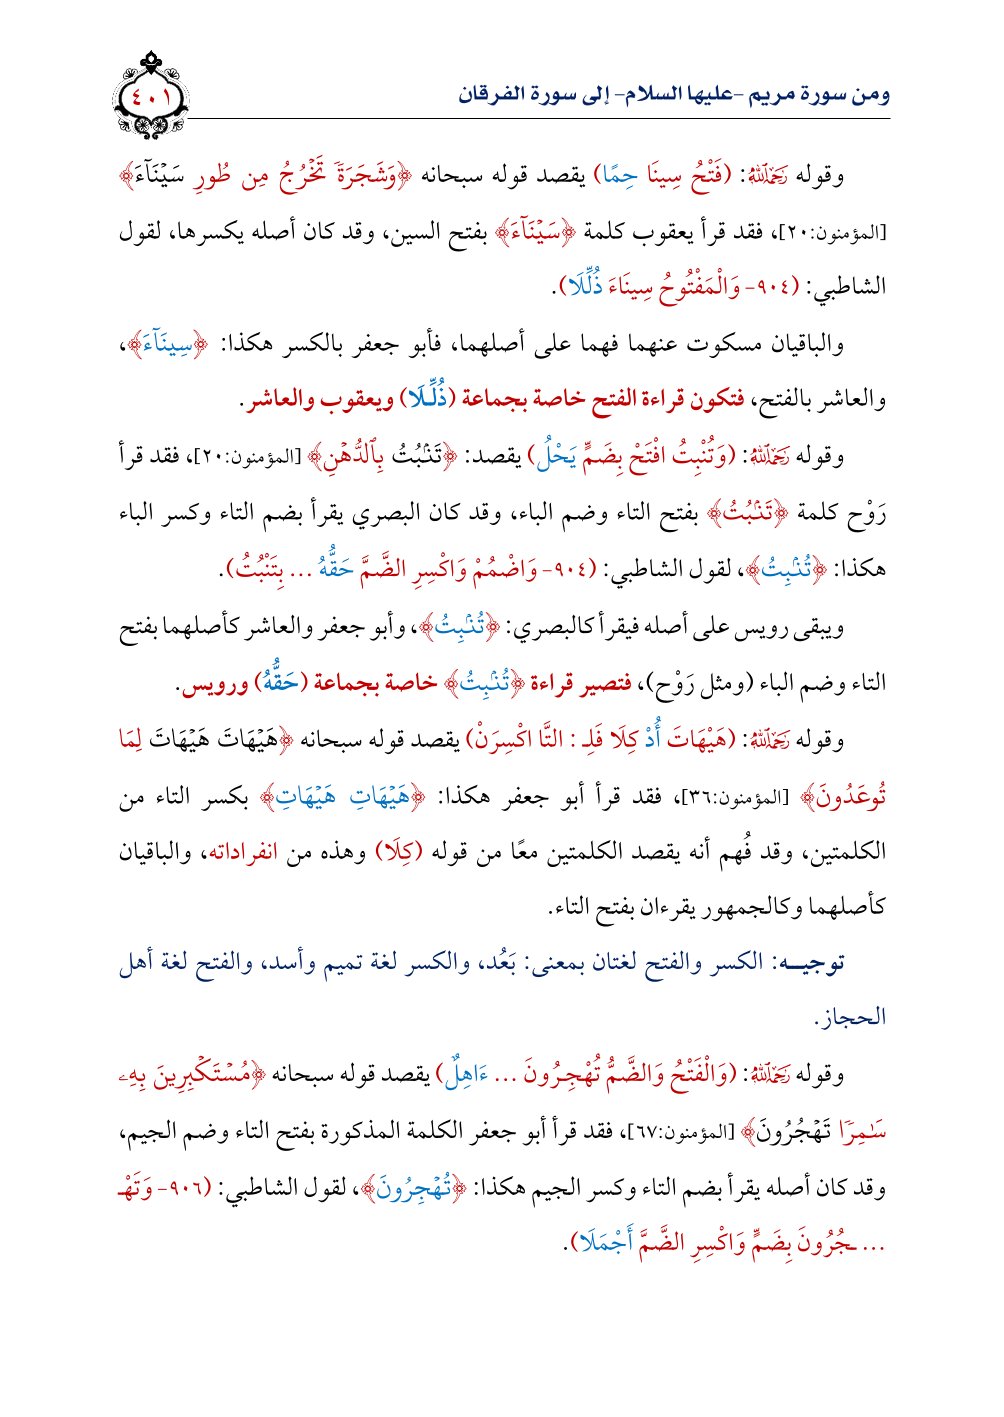 ومن سورة مريم -عليها السلام- إلى سورة الفرقان
٤٠١
وقوله رَحِمَهُ ٱللَّهُ: (فَتْحُ سِينَا حِمًا) يقصد قوله سبحانه ﴿وَشَجَرَةٗ تَخۡرُجُ مِن طُورِ سَيۡنَآءَ﴾
[المؤمنون:٢٠]، فقد قرأ يعقوب كلمة ﴿سَيۡنَآءَ﴾ بفتح السين، وقد كان أصله يكسرها، لقول
الشاطبي: (٩٠٤- وَالْمَفْتُوحُ سِينَاءَ ذُلِّلَا).
والباقيان مسكوت عنهما فهما على أصلهما، فأبو جعفر بالكسر هكذا: ﴿سِينَآءَ﴾،
والعاشر بالفتح، فتكون قراءة الفتح خاصة بجماعة (ذُلِّـلَا) ويعقوب والعاشر.
وقوله رَحِمَهُ ٱللَّهُ: (وَتُنْبِتُ افْتَحْ بِضَمٍّ يَحْلُ) يقصد: ﴿تَنۢبُتُ بِٱلدُّهۡنِ﴾ [المؤمنون:٢٠]، فقد قرأ
رَوْح كلمة ﴿تَنۢبُتُ﴾ بفتح التاء وضم الباء، وقد كان البصري يقرأ بضم التاء وكسر الباء
هكذا: ﴿تُنۢبِتُ﴾، لقول الشاطبي: (٩٠٤- وَاضْمُمْ وَاكْسِرِ الضَّمَّ حَقُّهُ ... بِتَنْبُتُ).
ويبقى رويس على أصله فيقرأ كالبصري: ﴿تُنۢبِتُ﴾، وأبو جعفر والعاشر كأصلهما بفتح
التاء وضم الباء (ومثل رَوْح)، فتصير قراءة ﴿تُنۢبِتُ﴾ خاصة بجماعة (حَقُّهُ) ورويس.
وقوله رَحِمَهُ ٱللَّهُ: (هَيْهَاتَ أُدْ كِلَا فَلِـ : التَّا اكْسِرَنْ) يقصد قوله سبحانه ﴿هَيۡهَاتَ هَيۡهَاتَ لِمَا
تُوعَدُونَ﴾ [المؤمنون:٣٦]، فقد قرأ أبو جعفر هكذا: ﴿هَيۡهَاتِ هَيۡهَاتِ﴾ بكسر التاء من
الكلمتين، وقد فُهم أنه يقصد الكلمتين معًا من قوله (كِلَا) وهذه من انفراداته، والباقيان
كأصلهما وكالجمهور يقرءان بفتح التاء.
توجيـــه: الكسر والفتح لغتان بمعنى: بَعُد، والكسر لغة تميم وأسد، والفتح لغة أهل
الحجاز.
وقوله رَحِمَهُ ٱللَّهُ: (وَالْفَتْحُ وَالضَّمُّ تُهْجِـرُونَ ... ءَاهِلٌ) يقصد قوله سبحانه ﴿مُسۡتَكۡبِرِينَ بِهِۦ
سَٰمِرٗا تَهۡجُرُونَ﴾ [المؤمنون:٦٧]، فقد قرأ أبو جعفر الكلمة المذكورة بفتح التاء وضم الجيم،
وقد كان أصله يقرأ بضم التاء وكسر الجيم هكذا: ﴿تُهۡجِرُونَ﴾، لقول الشاطبي: (٩٠٦- وَتَهْـ
... ـجُرُونَ بِضَمٍّ وَاكْسِرِ الضَّمَّ أَجْمَلَا).